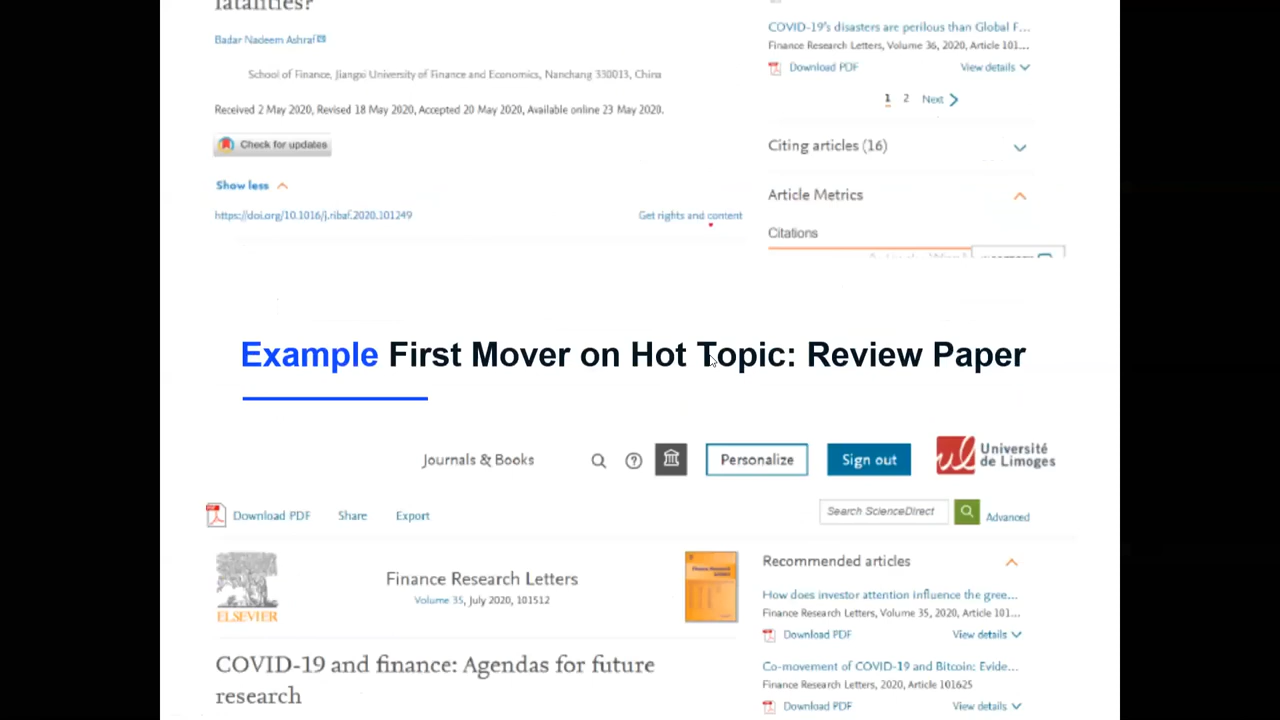 fatalities?
Badar Nadeem Ashraf
School of Finance, Jiangxi University of Finance and Economics, Nanchang 330013, China
Received 2 May 2020, Revised 18 May 2020, Accepted 20 May 2020, Available online 23 May 2020.
Check for updates
Show less
https://doi.org/10.1016/j.ribaf.2020.101249
Get rights and content
COVID-19's disasters are perilous than Global F...
Finance Research Letters, Volume 36, 2020, Article 101...
Download PDF
View details
1 2 Next
Citing articles (16)
Article Metrics
Citations
Example First Mover on Hot Topic: Review Paper
Journals & Books
Personalize
Sign out
Université
de Limoges
Download PDF
Share
Export
Search ScienceDirect
Advanced
ELSEVIER
Finance Research Letters
Volume 35, July 2020, 101512
COVID-19 and finance: Agendas for future
research
Recommended articles
How does investor attention influence the gree...
Finance Research Letters, Volume 35, 2020, Article 101...
Download PDF
View details
Co-movement of COVID-19 and Bitcoin: Evide...
Finance Research Letters, 2020, Article 101625
Download PDF
View details